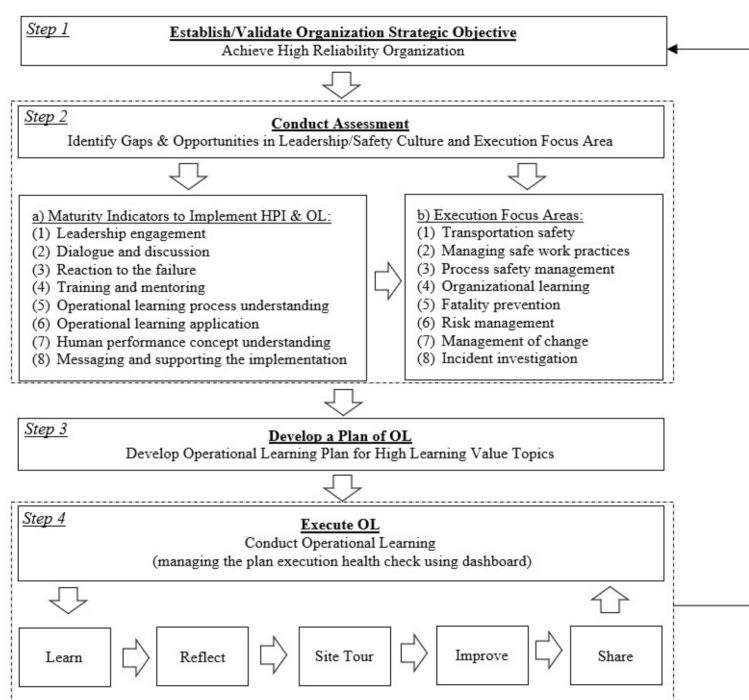 Step 1
Establish/Validate Organization Strategic Objective
Achieve High Reliability Organization
Step 2
Conduct Assessment
Identify Gaps & Opportunities in Leadership/Safety Culture and Execution Focus Area
a) Maturity Indicators to Implement HPI & OL:
(1) Leadership engagement
(2) Dialogue and discussion
(3) Reaction to the failure
(4) Training and mentoring
(5) Operational learning process understanding
(6) Operational learning application
(7) Human performance concept understanding
(8) Messaging and supporting the implementation
b) Execution Focus Areas:
(1) Transportation safety
(2) Managing safe work practices
(3) Process safety management
(4) Organizational learning
(5) Fatality prevention
(6) Risk management
(7) Management of change
(8) Incident investigation
Step 3
Develop a Plan of OL
Develop Operational Learning Plan for High Learning Value Topics
Step 4
Execute OL
Conduct Operational Learning
(managing the plan execution health check using dashboard)
Learn
Reflect
Site Tour
Improve
Share